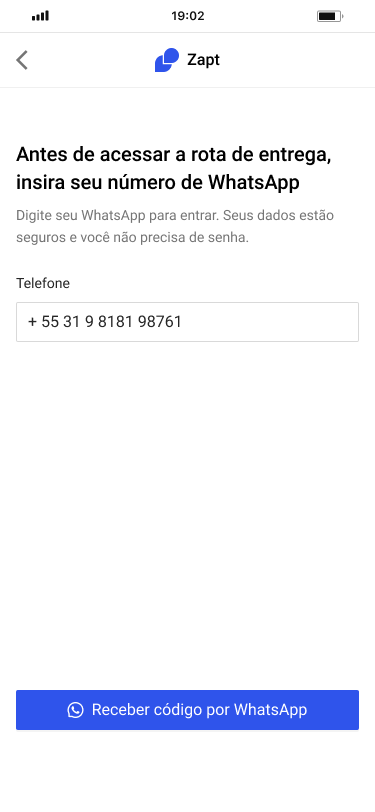 19:02
Zapt
Antes de acessar a rota de entrega,
insira seu número de WhatsApp
Digite seu WhatsApp para entrar. Seus dados estão
seguros e você não precisa de senha.
Telefone
+ 55 31 9 8181 98761
Receber código por WhatsApp